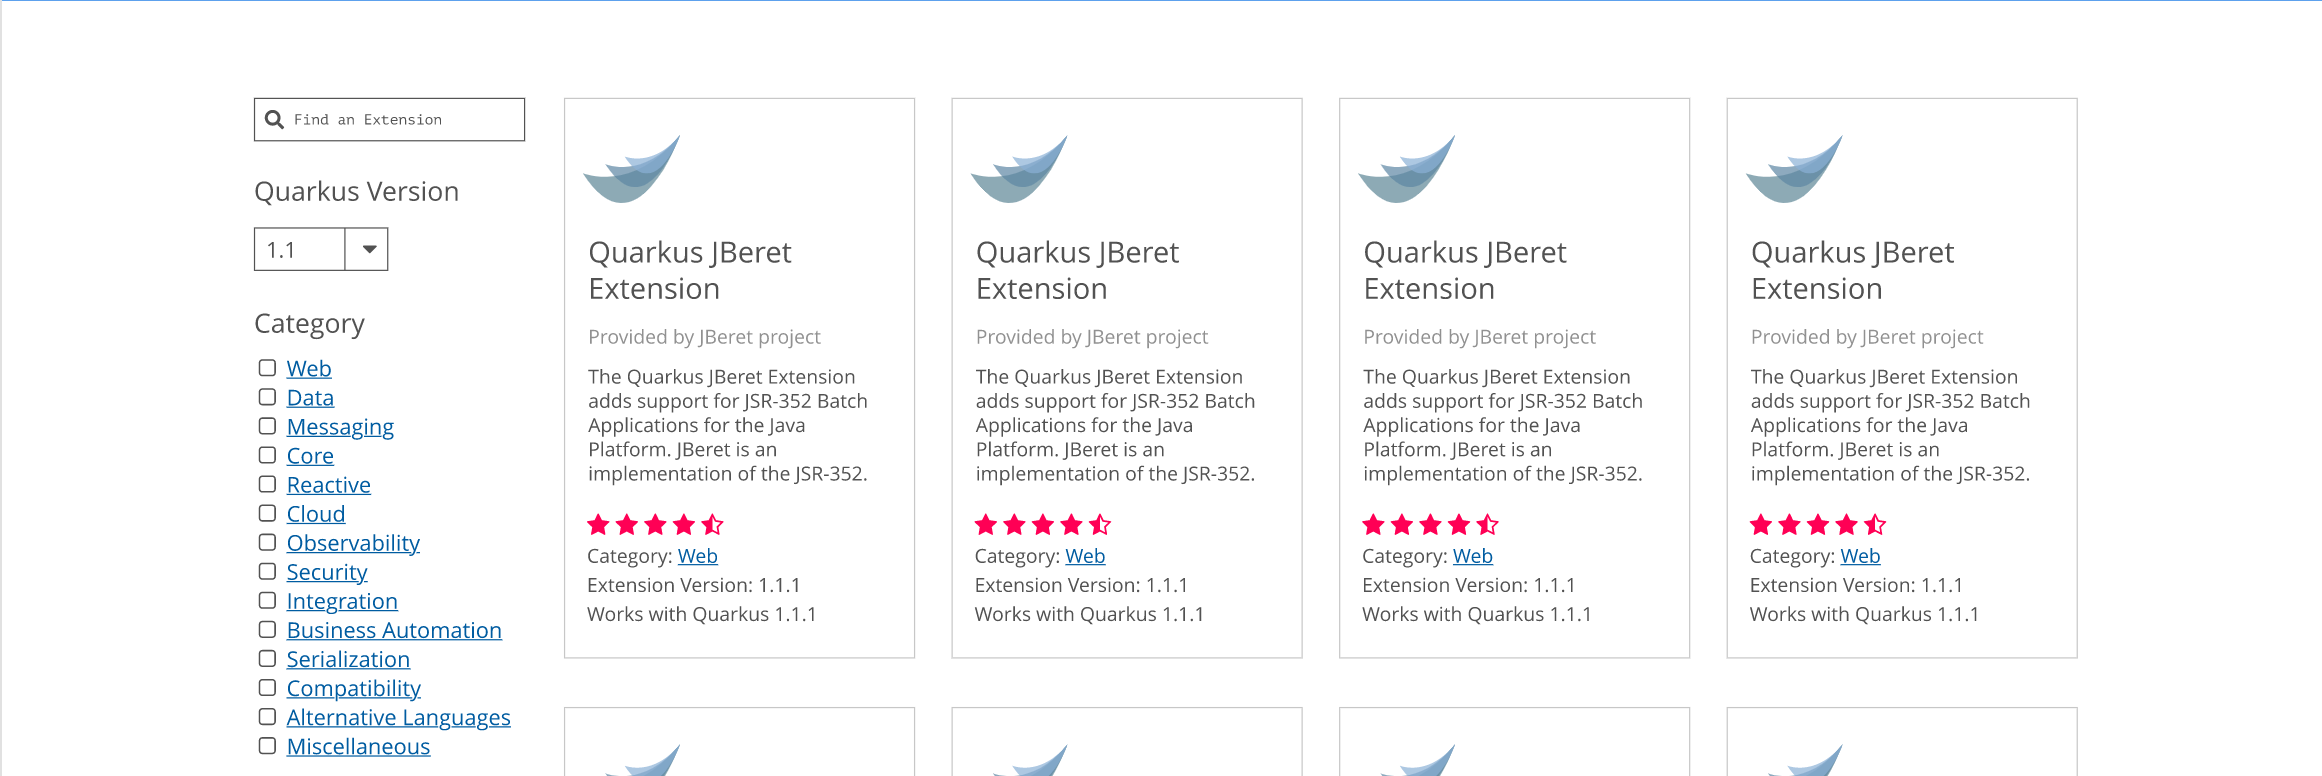 Find an Extension
Quarkus Version
1.1
Category
Web
Data
Messaging
Core
Reactive
Cloud
Observability
Security
Integration
Business Automation
Serialization
Compatibility
Alternative Languages
Miscellaneous
Quarkus JBeret
Extension
Provided by JBeret project
The Quarkus JBeret Extension
adds support for JSR-352 Batch
Applications for the Java
Platform. JBeret is an
implementation of the JSR-352.
Category: Web
Extension Version: 1.1.1
Works with Quarkus 1.1.1
Quarkus JBeret
Extension
Provided by JBeret project
The Quarkus JBeret Extension
adds support for JSR-352 Batch
Applications for the Java
Platform. JBeret is an
implementation of the JSR-352.
Category: Web
Extension Version: 1.1.1
Works with Quarkus 1.1.1
Quarkus JBeret
Extension
Provided by JBeret project
The Quarkus JBeret Extension
adds support for JSR-352 Batch
Applications for the Java
Platform. JBeret is an
implementation of the JSR-352.
Category: Web
Extension Version: 1.1.1
Works with Quarkus 1.1.1
Quarkus JBeret
Extension
Provided by JBeret project
The Quarkus JBeret Extension
adds support for JSR-352 Batch
Applications for the Java
Platform. JBeret is an
implementation of the JSR-352.
Category: Web
Extension Version: 1.1.1
Works with Quarkus 1.1.1